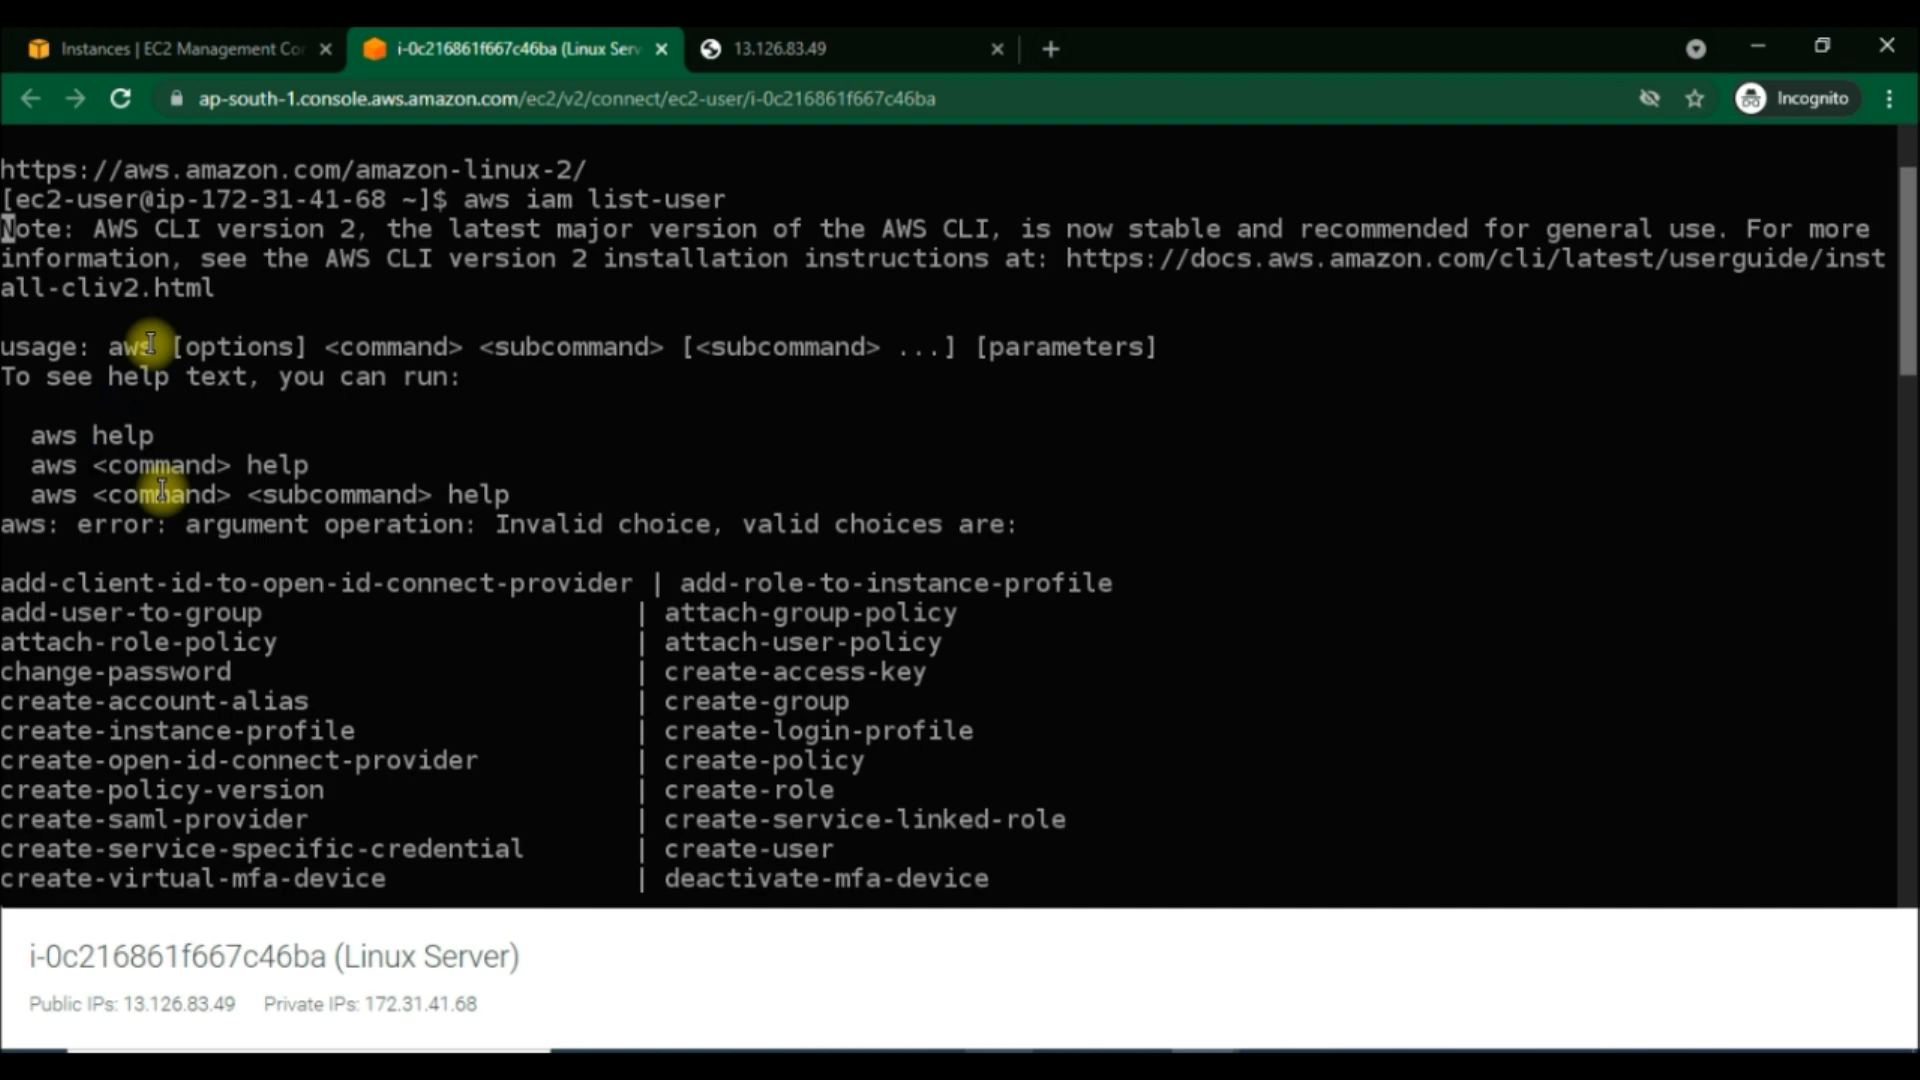 Instances | EC2 Management Co
i-0c216861f667c46ba (Linux Serv
13.126.83.49
ap-south-1.console.aws.amazon.com/ec2/v2/connect/ec2-user/i-0c216861f667c46ba
Incognito
https://aws.amazon.com/amazon-linux-2/
[ec2-user@ip-172-31-41-68 ~]$ aws iam list-user
Note: AWS CLI version 2, the latest major version of the AWS CLI, is now stable and recommended for general use. For more
information, see the AWS CLI version 2 installation instructions at: https://docs.aws.amazon.com/cli/latest/userguide/inst
all-cliv2.html
usage: aws [options] <command> <subcommand> [<subcommand> ...] [parameters]
To see help text, you can run:
aws help
aws <command> help
aws <command> <subcommand> help
aws: error: argument operation: Invalid choice, valid choices are:
add-client-id-to-open-id-connect-provider | add-role-to-instance-profile
add-user-to-group | attach-group-policy
attach-role-policy | attach-user-policy
change-password | create-access-key
create-account-alias | create-group
create-instance-profile | create-login-profile
create-open-id-connect-provider | create-policy
create-policy-version | create-role
create-saml-provider | create-service-linked-role
create-service-specific-credential | create-user
create-virtual-mfa-device | deactivate-mfa-device
i-0c216861f667c46ba (Linux Server)
Public IPs: 13.126.83.49 Private IPs: 172.31.41.68